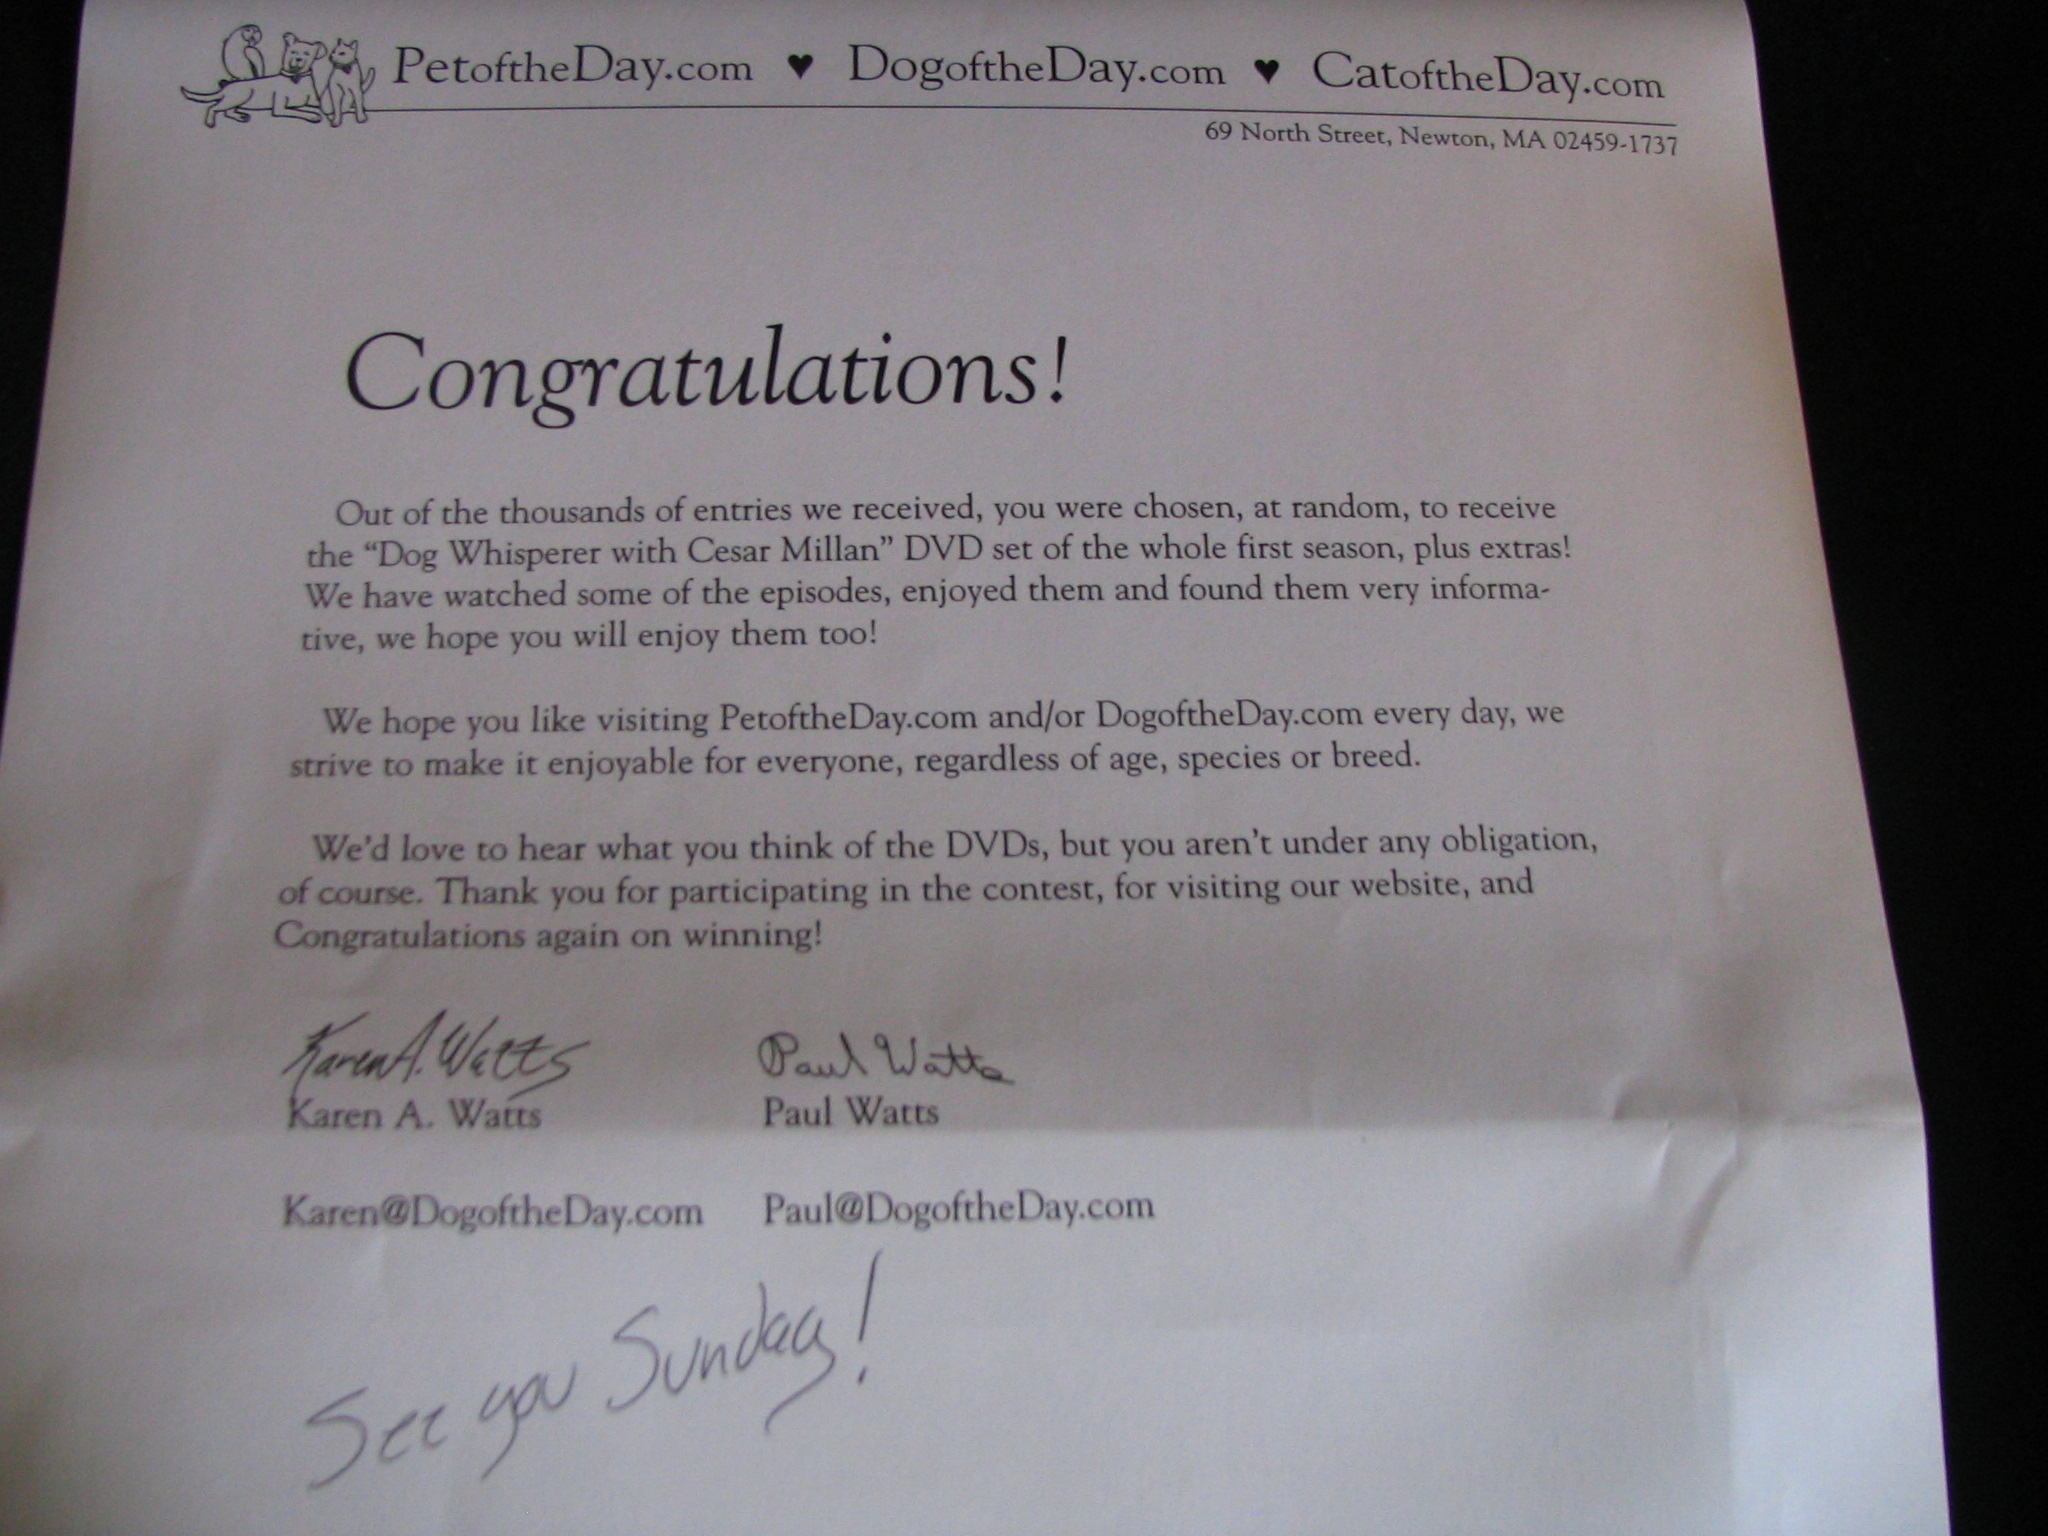 PetoftheDay.com ♥ DogoftheDay.com ♥ CatoftheDay.com
69 North Street, Newton, MA 02459-1737
Congratulations!
Out of the thousands of entries we received, you were chosen, at random, to receive
the “Dog Whisperer with Cesar Millan” DVD set of the whole first season, plus extras!
We have watched some of the episodes, enjoyed them and found them very informa-
tive, we hope you will enjoy them too!
We hope you like visiting PetoftheDay.com and/or DogoftheDay.com every day, we
strive to make it enjoyable for everyone, regardless of age, species or breed.
We’d love to hear what you think of the DVDs, but you aren’t under any obligation,
of course. Thank you for participating in the contest, for visiting our website, and
Congratulations again on winning!
Karen A. Watts Paul Watts
Karen A. Watts Paul Watts
Karen@DogoftheDay.com Paul@DogoftheDay.com
See you Sunday!